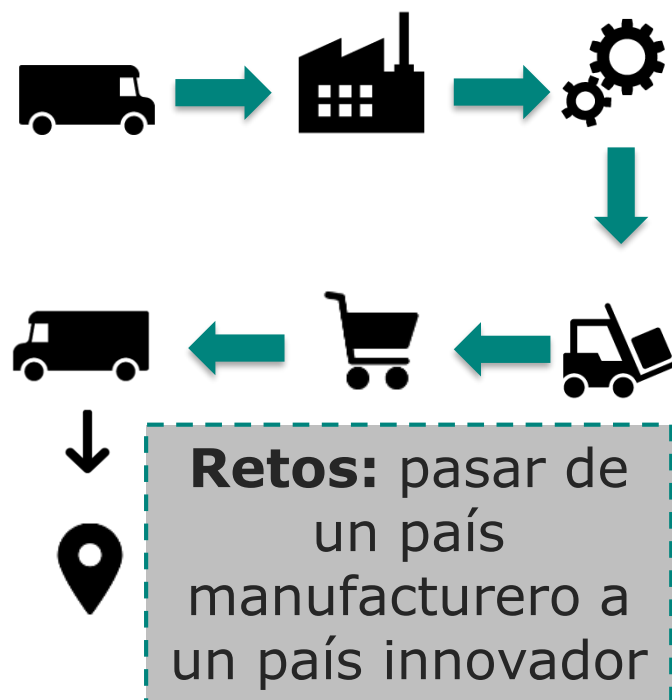 Retos: pasar de
un país
manufacturero a
un país innovador